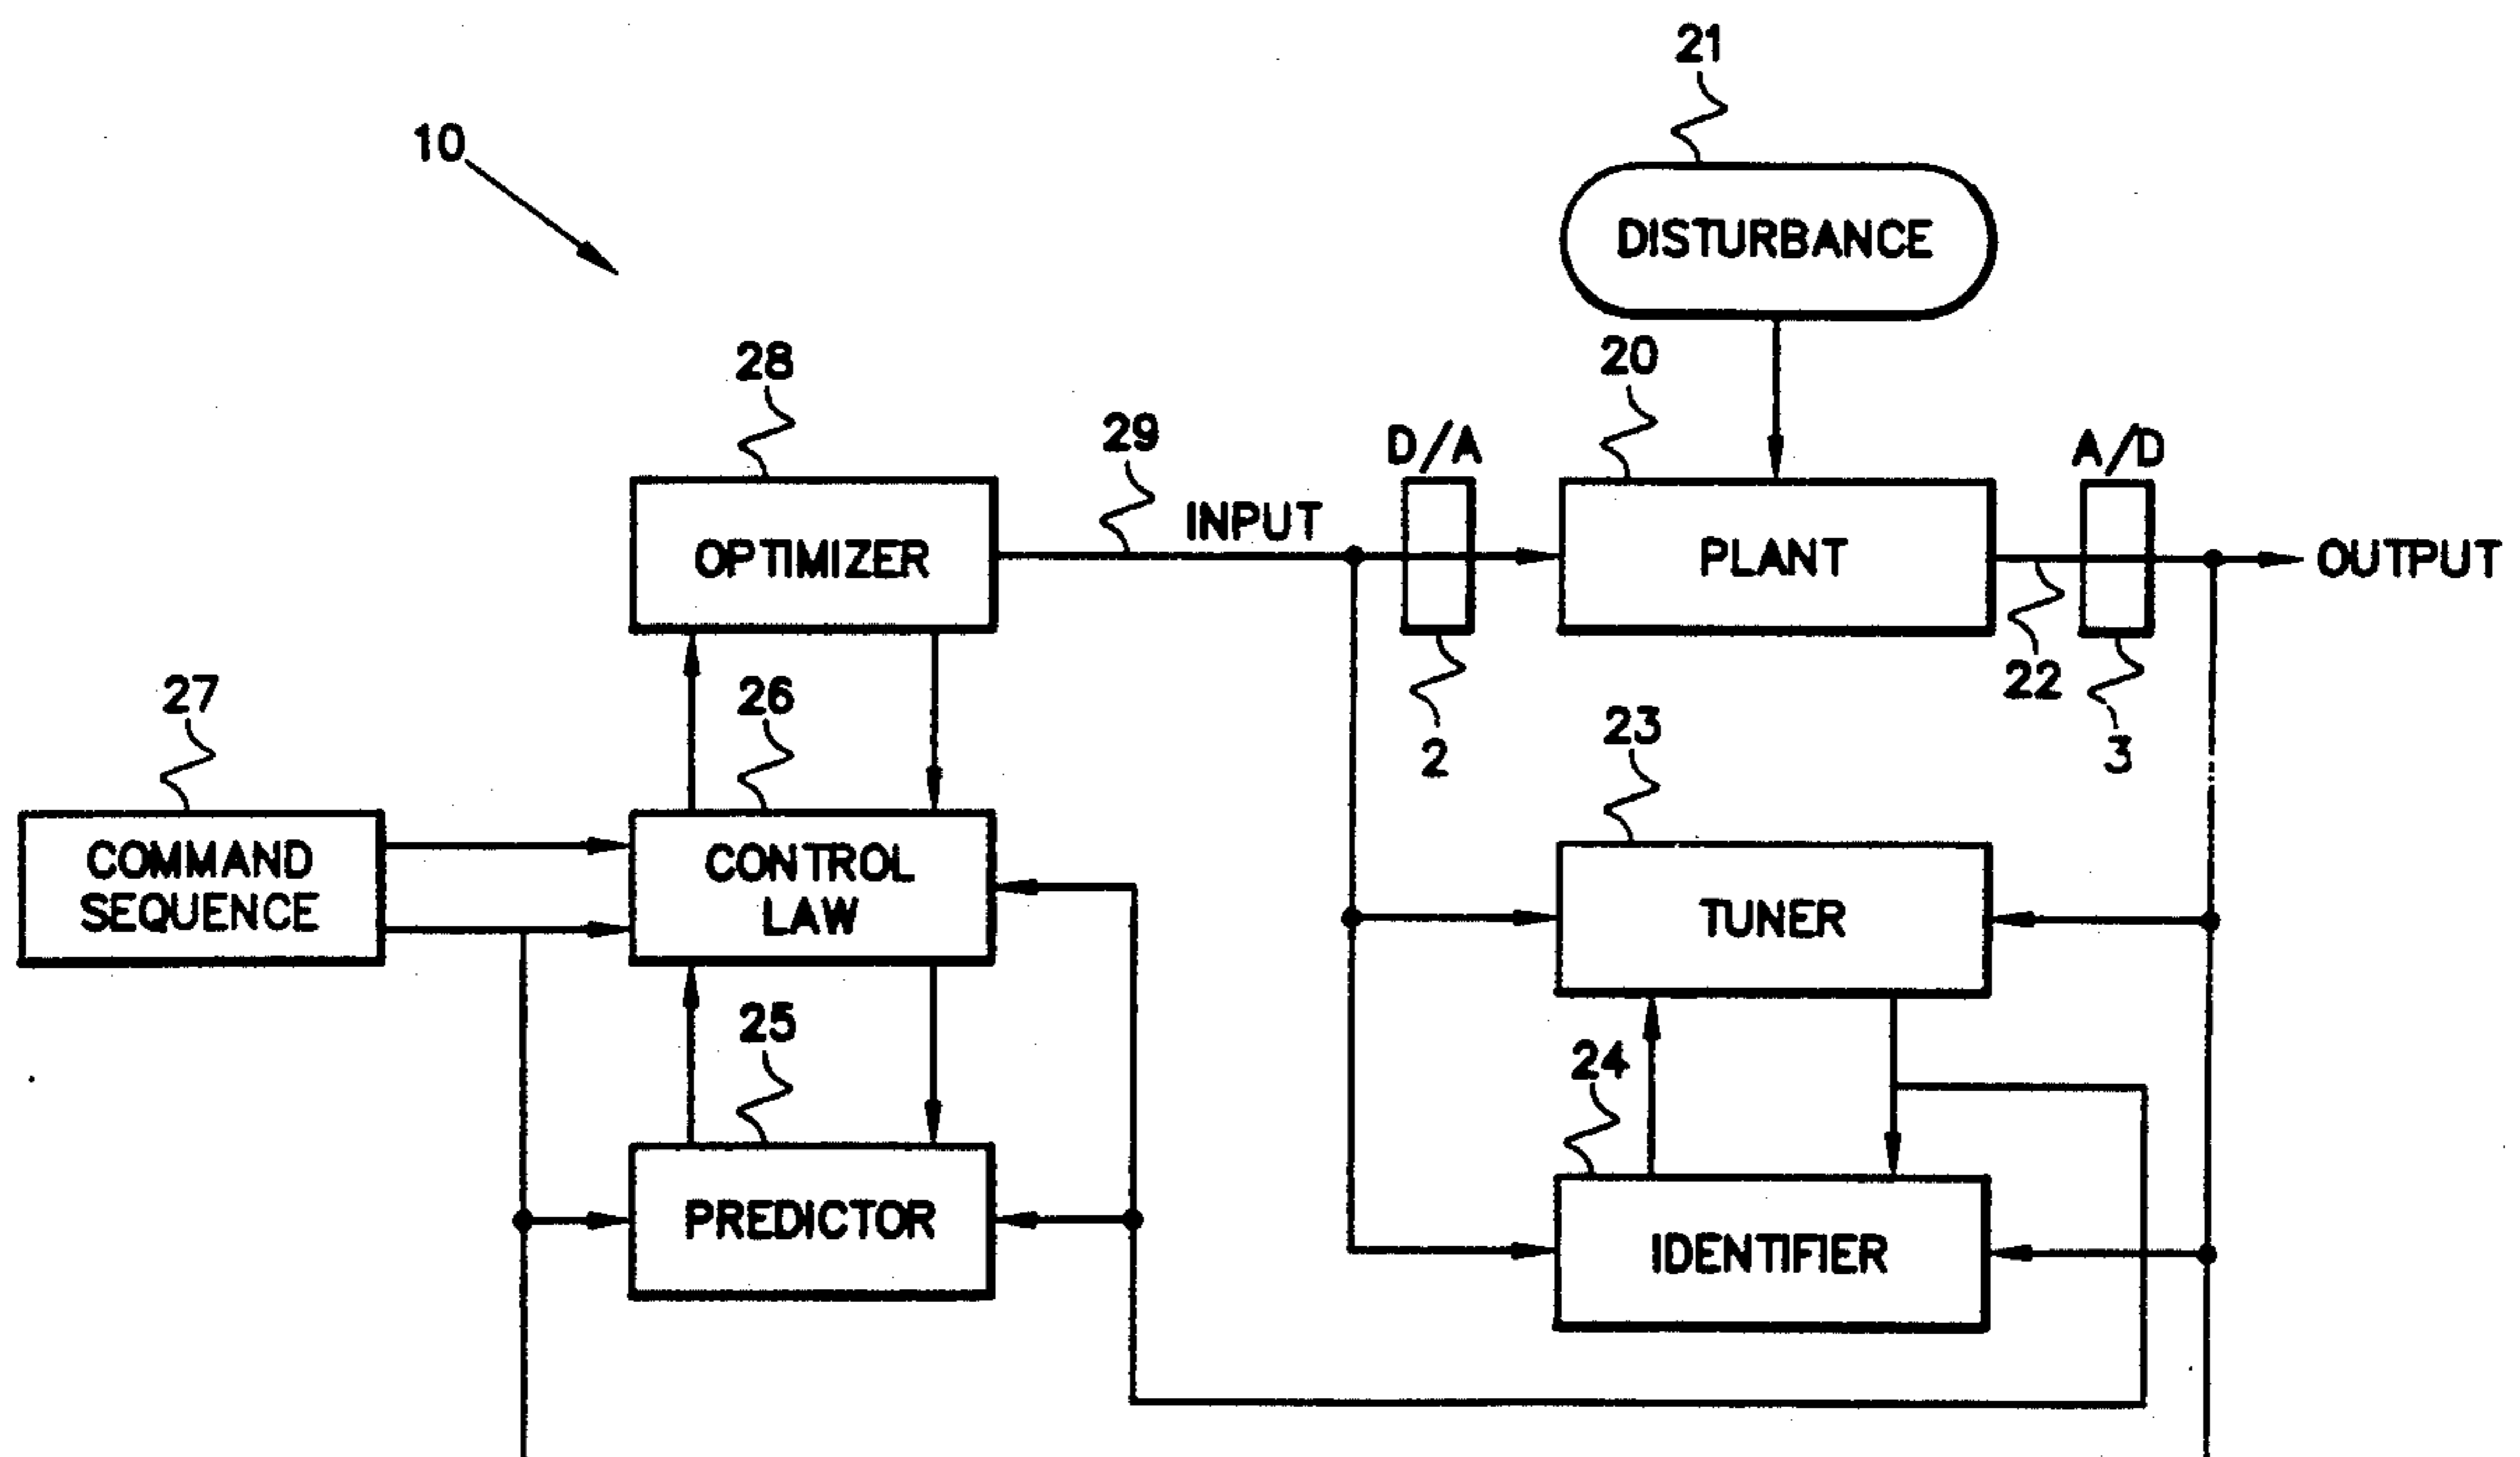 21
10
DISTURBANCE
28
20
29
D/A
A/D
INPUT
OPTIMIZER
PLANT
OUTPUT
27
26
22
23
2
3
COMMAND
SEQUENCE
CONTROL
LAW
TUNER
25
24
PREDICTOR
IDENTIFIER